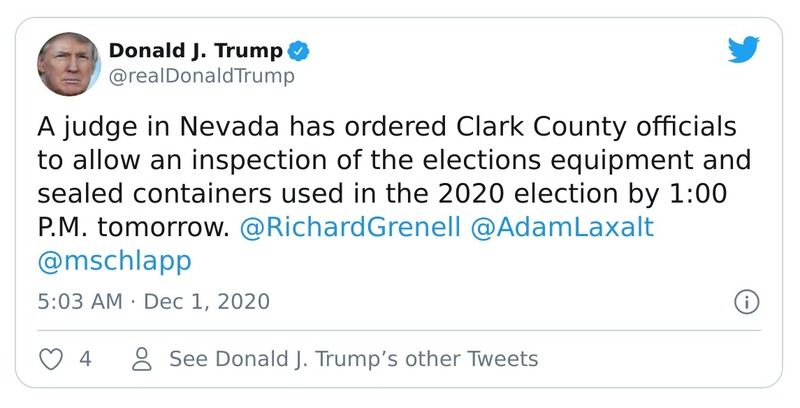 Donald J. Trump
@realDonaldTrump
A judge in Nevada has ordered Clark County officials
to allow an inspection of the elections equipment and
sealed containers used in the 2020 election by 1:00
P.M. tomorrow. @RichardGrenell @AdamLaxalt
@mschlapp
5:03 AM · Dec 1, 2020
4 See Donald J. Trump’s other Tweets